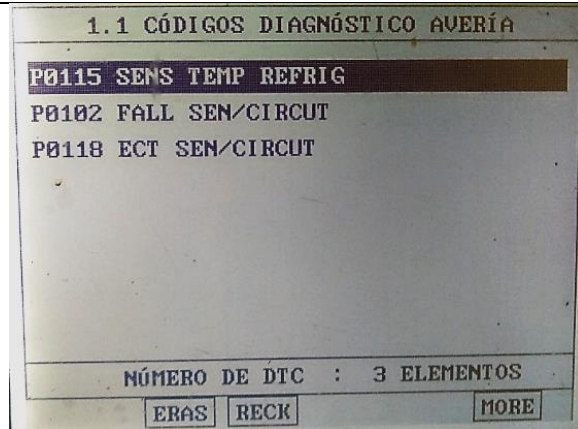 1.1 CÓDIGOS DIAGNÓSTICO AVERÍA
P0115 SENS TEMP REFRIG
P0102 FALL SEN/CIRCUT
P0118 ECT SEN/CIRCUT
NÚMERO DE DTC : 3 ELEMENTOS
ERAS RECK MORE